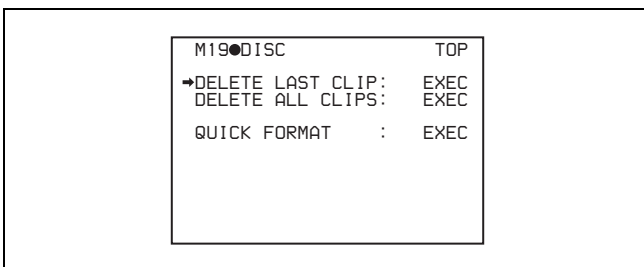 M19●DISC TOP
➡DELETE LAST CLIP: EXEC
DELETE ALL CLIPS: EXEC
QUICK FORMAT : EXEC